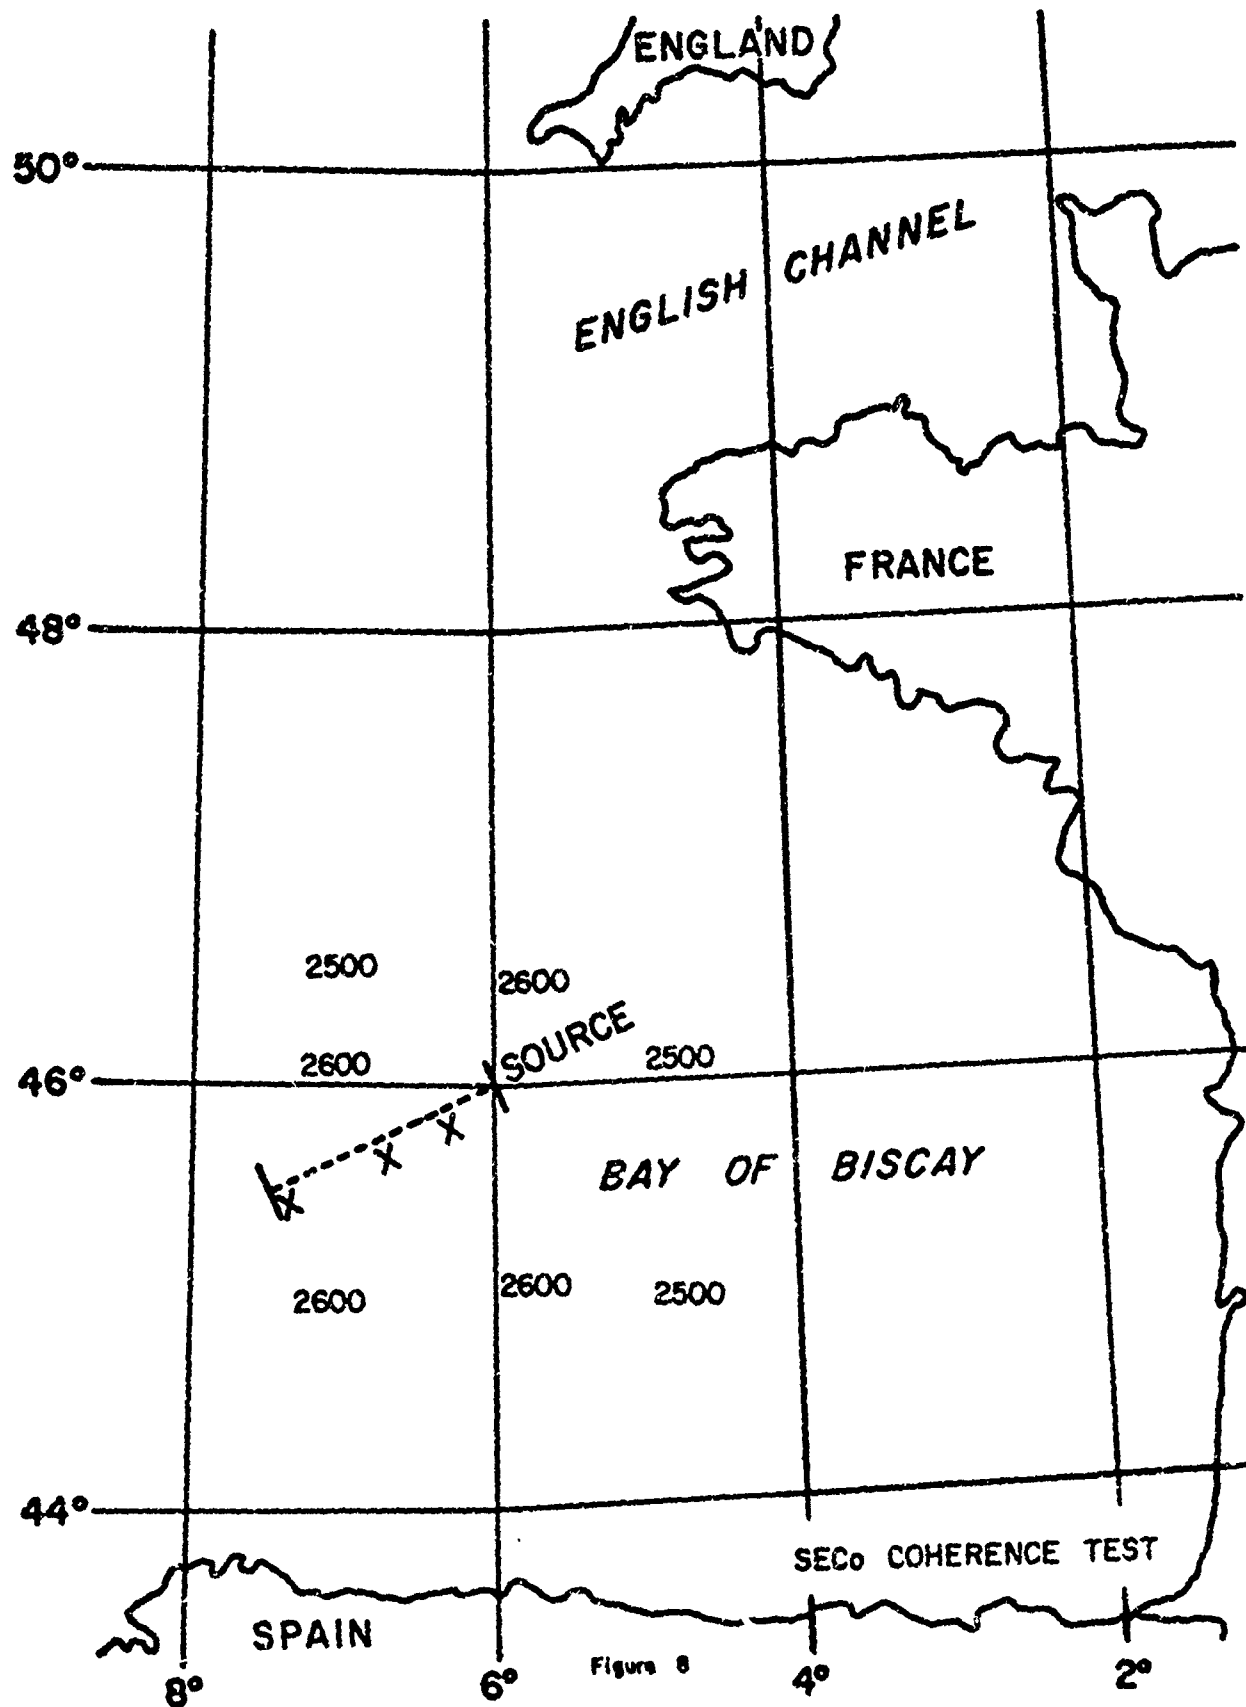 ENGLAND
50°
ENGLISH CHANNEL
FRANCE
48°
2500
2600
SOURCE
46°
2600
2500
BAY OF BISCAY
X
X
X
2600
2600
2500
44°
SECo COHERENCE TEST
SPAIN
Figure 8
8°
6°
4°
2°